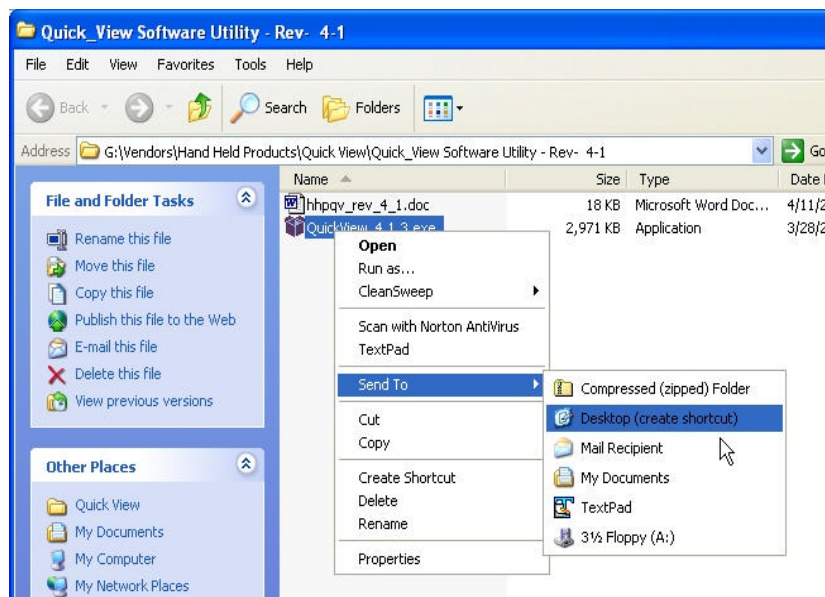 Quick_View Software Utility - Rev- 4-1
File Edit View Favorites Tools Help
Back Search Folders
Address G:\Vendors\Hand Held Products\Quick View\Quick_View Software Utility - Rev- 4-1 Go
Name Size Type Date
File and Folder Tasks
Rename this file
Move this file
Copy this file
Publish this file to the Web
E-mail this file
Delete this file
View previous versions
Other Places
Quick View
My Documents
My Computer
My Network Places
hhpqv_rev_4_1.doc 18 KB Microsoft Word Doc... 4/11/2
QuickView_4.1.3.exe 2,971 KB Application 3/28/2
Open
Run as...
CleanSweep
Scan with Norton AntiVirus
TextPad
Send To
Cut
Copy
Create Shortcut
Delete
Rename
Properties
Compressed (zipped) Folder
Desktop (create shortcut)
Mail Recipient
My Documents
TextPad
3½ Floppy (A:)